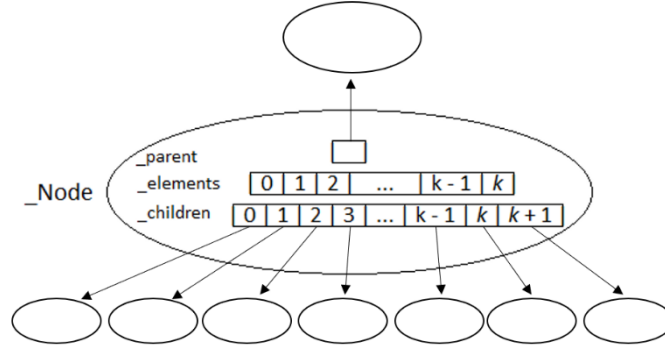 _parent
_Node
_elements 0 1 2 ... k - 1 k
_children 0 1 2 3 ... k - 1 k k + 1